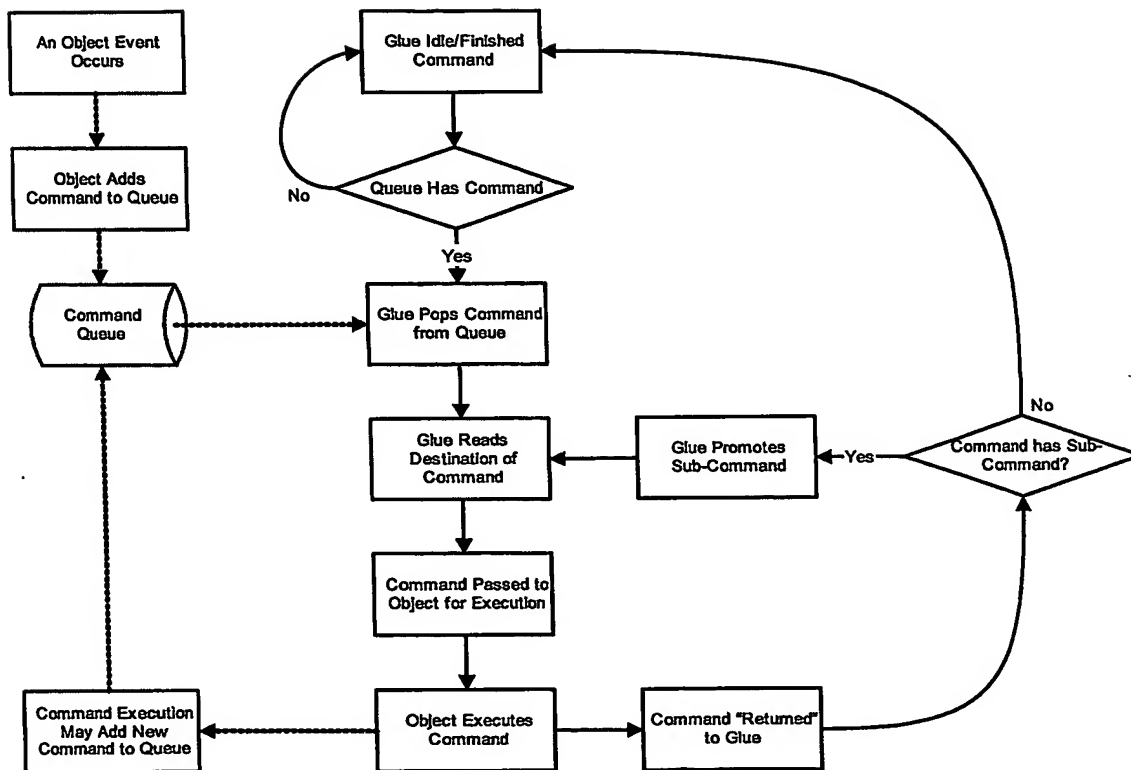 An Object Event
Occurs
Glue Idle/Finished
Command
Object Adds
Command to Queue
Queue Has Command
No
Yes
Command
Queue
Glue Pops Command
from Queue
No
Glue Reads
Destination of
Command
Glue Promotes
Sub-Command
Yes
Command has Sub-
Command?
Command Passed to
Object for Execution
Command Execution
May Add New
Command to Queue
Object Executes
Command
Command "Returned"
to Glue